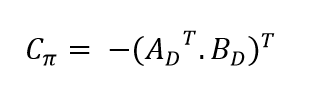 C_π = −(A_D^T . B_D)^T